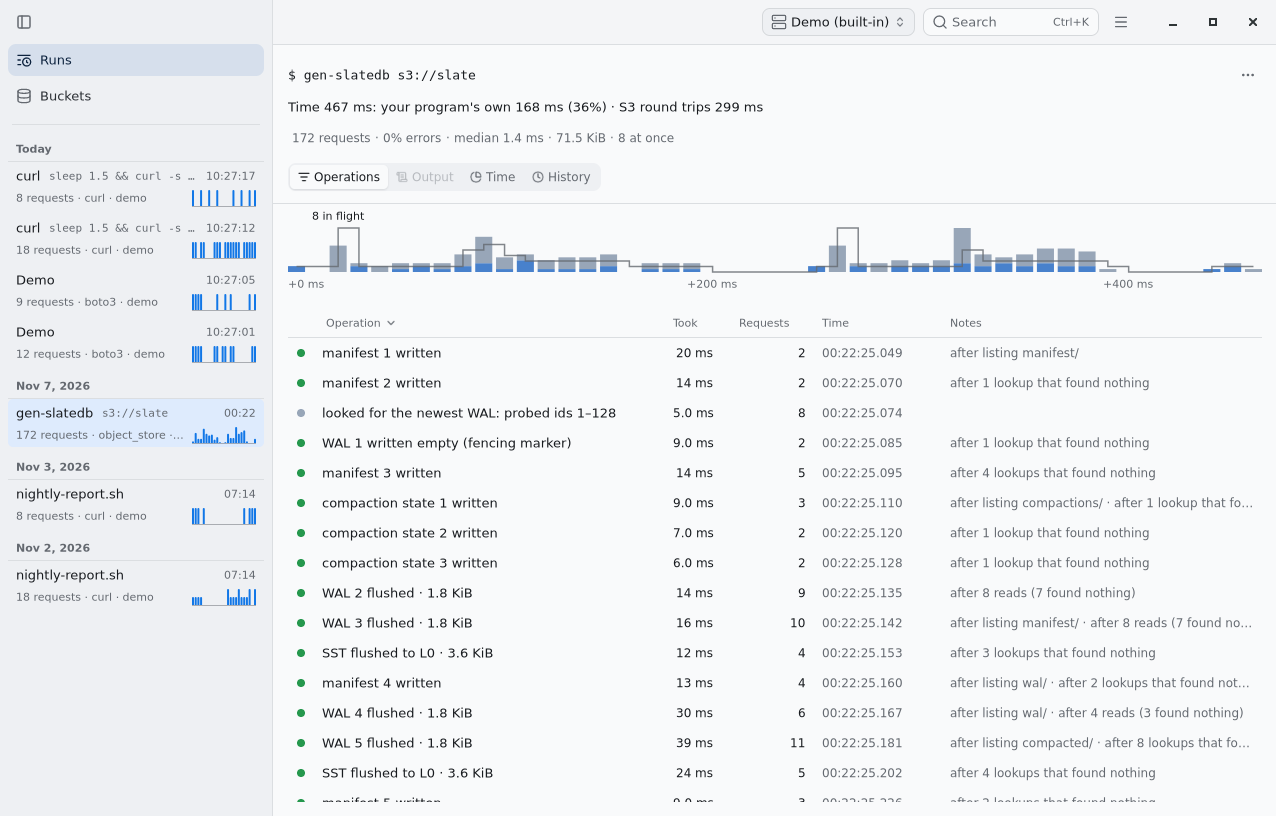 Demo (built-in)
Search Ctrl+K
Runs
Buckets
Today
curl sleep 1.5 && curl -s … 10:27:17
8 requests · curl · demo
curl sleep 1.5 && curl -s … 10:27:12
18 requests · curl · demo
Demo 10:27:05
9 requests · boto3 · demo
Demo 10:27:01
12 requests · boto3 · demo
Nov 7, 2026
gen-slatedb s3://slate 00:22
172 requests · object_store ·…
Nov 3, 2026
nightly-report.sh 07:14
8 requests · curl · demo
Nov 2, 2026
nightly-report.sh 07:14
18 requests · curl · demo
$ gen-slatedb s3://slate
Time 467 ms: your program's own 168 ms (36%) · S3 round trips 299 ms
172 requests · 0% errors · median 1.4 ms · 71.5 KiB · 8 at once
Operations Output Time History
8 in flight
+0 ms +200 ms +400 ms
Operation Took Requests Time Notes
manifest 1 written 20 ms 2 00:22:25.049 after listing manifest/
manifest 2 written 14 ms 2 00:22:25.070 after 1 lookup that found nothing
looked for the newest WAL: probed ids 1–128 5.0 ms 8 00:22:25.074
WAL 1 written empty (fencing marker) 9.0 ms 2 00:22:25.085 after 1 lookup that found nothing
manifest 3 written 14 ms 5 00:22:25.095 after 4 lookups that found nothing
compaction state 1 written 9.0 ms 3 00:22:25.110 after listing compactions/ · after 1 lookup that fo…
compaction state 2 written 7.0 ms 2 00:22:25.120 after 1 lookup that found nothing
compaction state 3 written 6.0 ms 2 00:22:25.128 after 1 lookup that found nothing
WAL 2 flushed · 1.8 KiB 14 ms 9 00:22:25.135 after 8 reads (7 found nothing)
WAL 3 flushed · 1.8 KiB 16 ms 10 00:22:25.142 after listing manifest/ · after 8 reads (7 found no…
SST flushed to L0 · 3.6 KiB 12 ms 4 00:22:25.153 after 3 lookups that found nothing
manifest 4 written 13 ms 4 00:22:25.160 after listing wal/ · after 2 lookups that found not…
WAL 4 flushed · 1.8 KiB 30 ms 6 00:22:25.167 after listing wal/ · after 4 reads (3 found nothing)
WAL 5 flushed · 1.8 KiB 39 ms 11 00:22:25.181 after listing compacted/ · after 8 lookups that fo…
SST flushed to L0 · 3.6 KiB 24 ms 5 00:22:25.202 after 4 lookups that found nothing
manifest 5 written 9.0 ms 3 00:22:25.226 after 2 lookups that found nothing